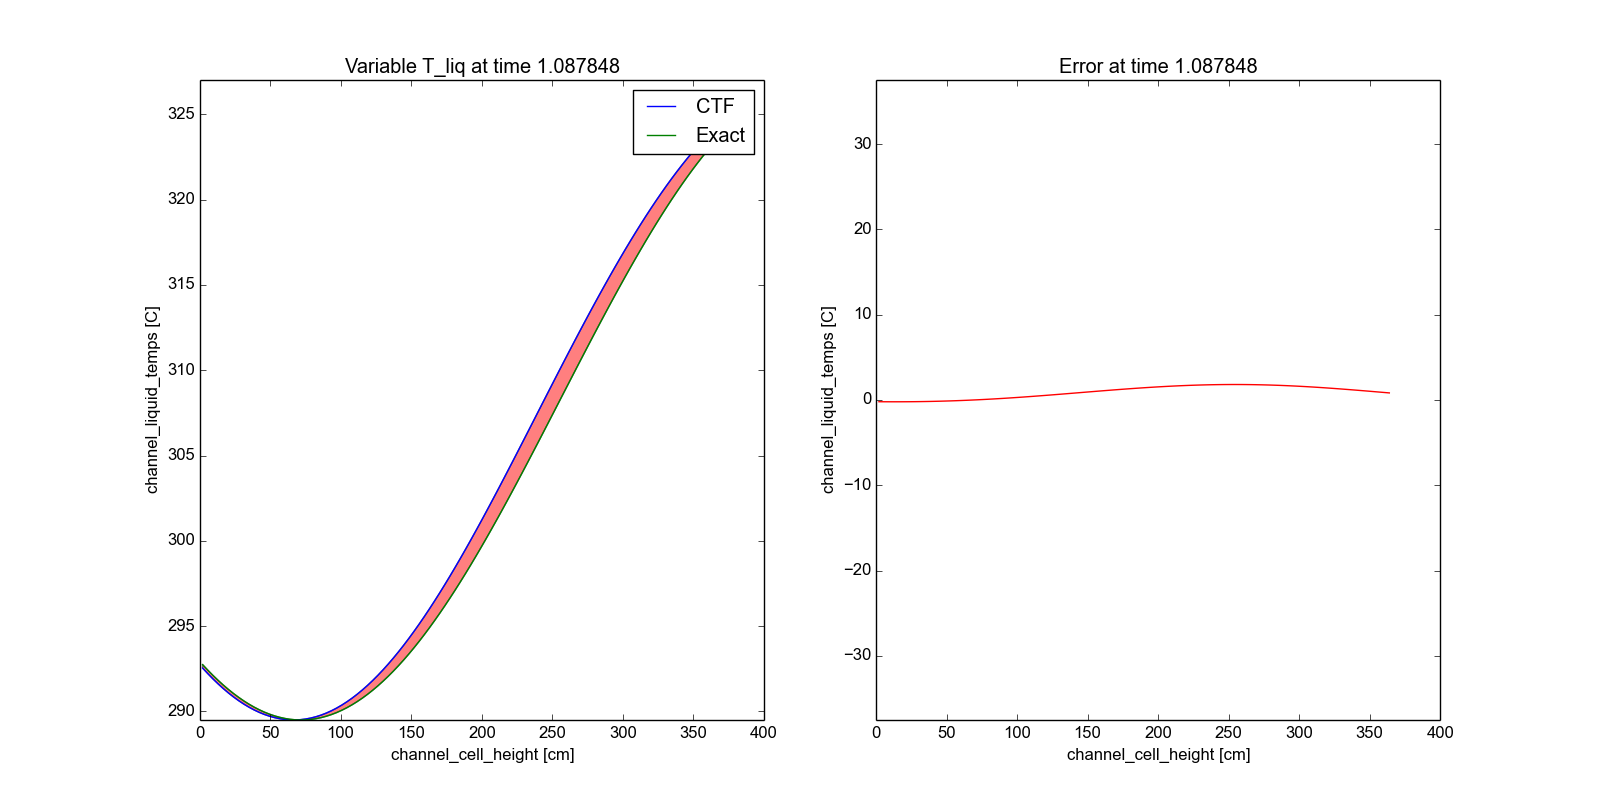 Variable T_liq at time 1.087848
CTF
Exact
325
320
315
310
305
300
295
290
0 50 100 150 200 250 300 350 400
channel_liquid_temps [C]
channel_cell_height [cm]
Error at time 1.087848
30
20
10
0
−10
−20
−30
0 50 100 150 200 250 300 350 400
channel_liquid_temps [C]
channel_cell_height [cm]